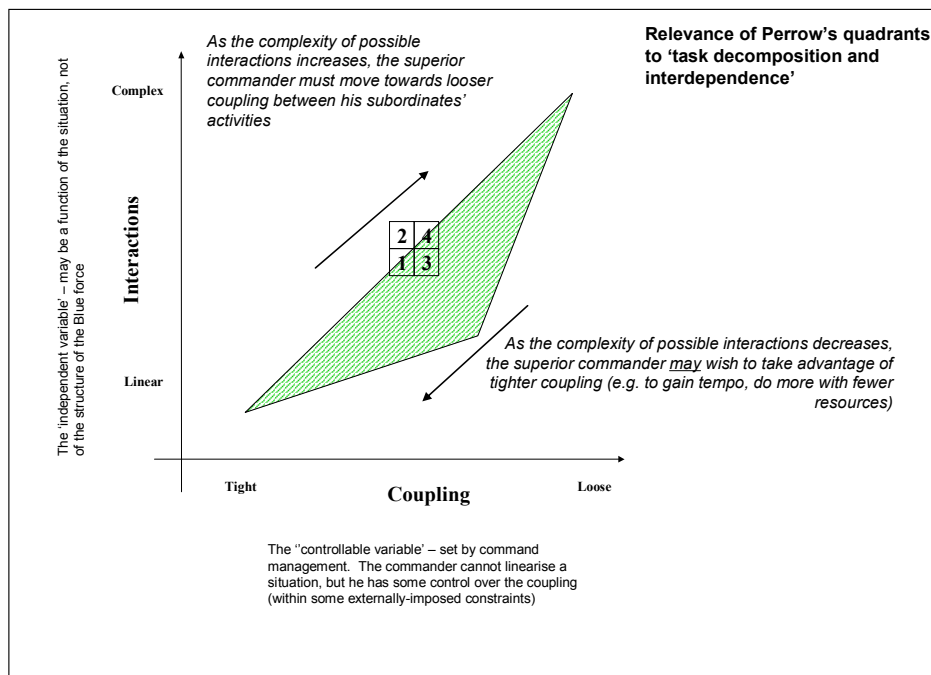 Relevance of Perrow's quadrants
to 'task decomposition and
interdependence'
As the complexity of possible
interactions increases, the superior
commander must move towards looser
coupling between his subordinates'
activities
The 'independent variable' – may be a function of the situation, not
of the structure of the Blue force
Complex
Interactions
Linear
2 4
1 3
As the complexity of possible interactions decreases,
the superior commander may wish to take advantage of
tighter coupling (e.g. to gain tempo, do more with fewer
resources)
Tight
Coupling
Loose
The ''controllable variable' – set by command
management. The commander cannot linearise a
situation, but he has some control over the coupling
(within some externally-imposed constraints)